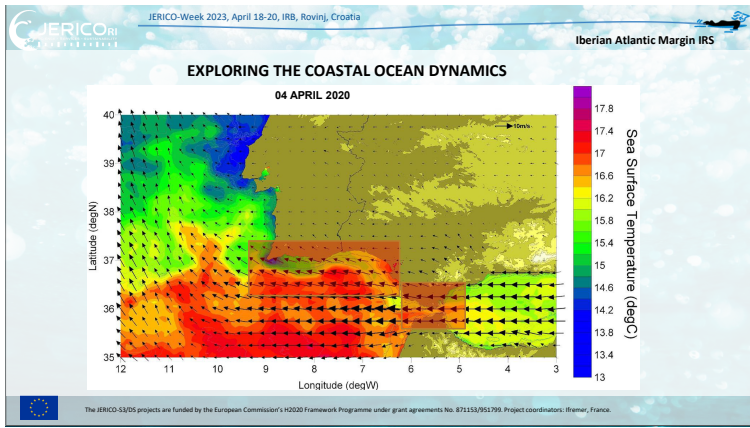 JERICO RI
JERICO-Week 2023, April 18-20, IRB, Rovinj, Croatia
Iberian Atlantic Margin IRS
EXPLORING THE COASTAL OCEAN DYNAMICS
04 APRIL 2020
10m/s
40
39
38
37
36
35
Latitude (degN)
12 11 10 9 8 7 6 5 4 3
Longitude (degW)
17.8
17.4
17
16.6
16.2
15.8
15.4
15
14.6
14.2
13.8
13.4
13
Sea Surface Temperature (degC)
The JERICO-S3/DS projects are funded by the European Commission's H2020 Framework Programme under grant agreements No. 871153/951799. Project coordinators: Ifremer, France.